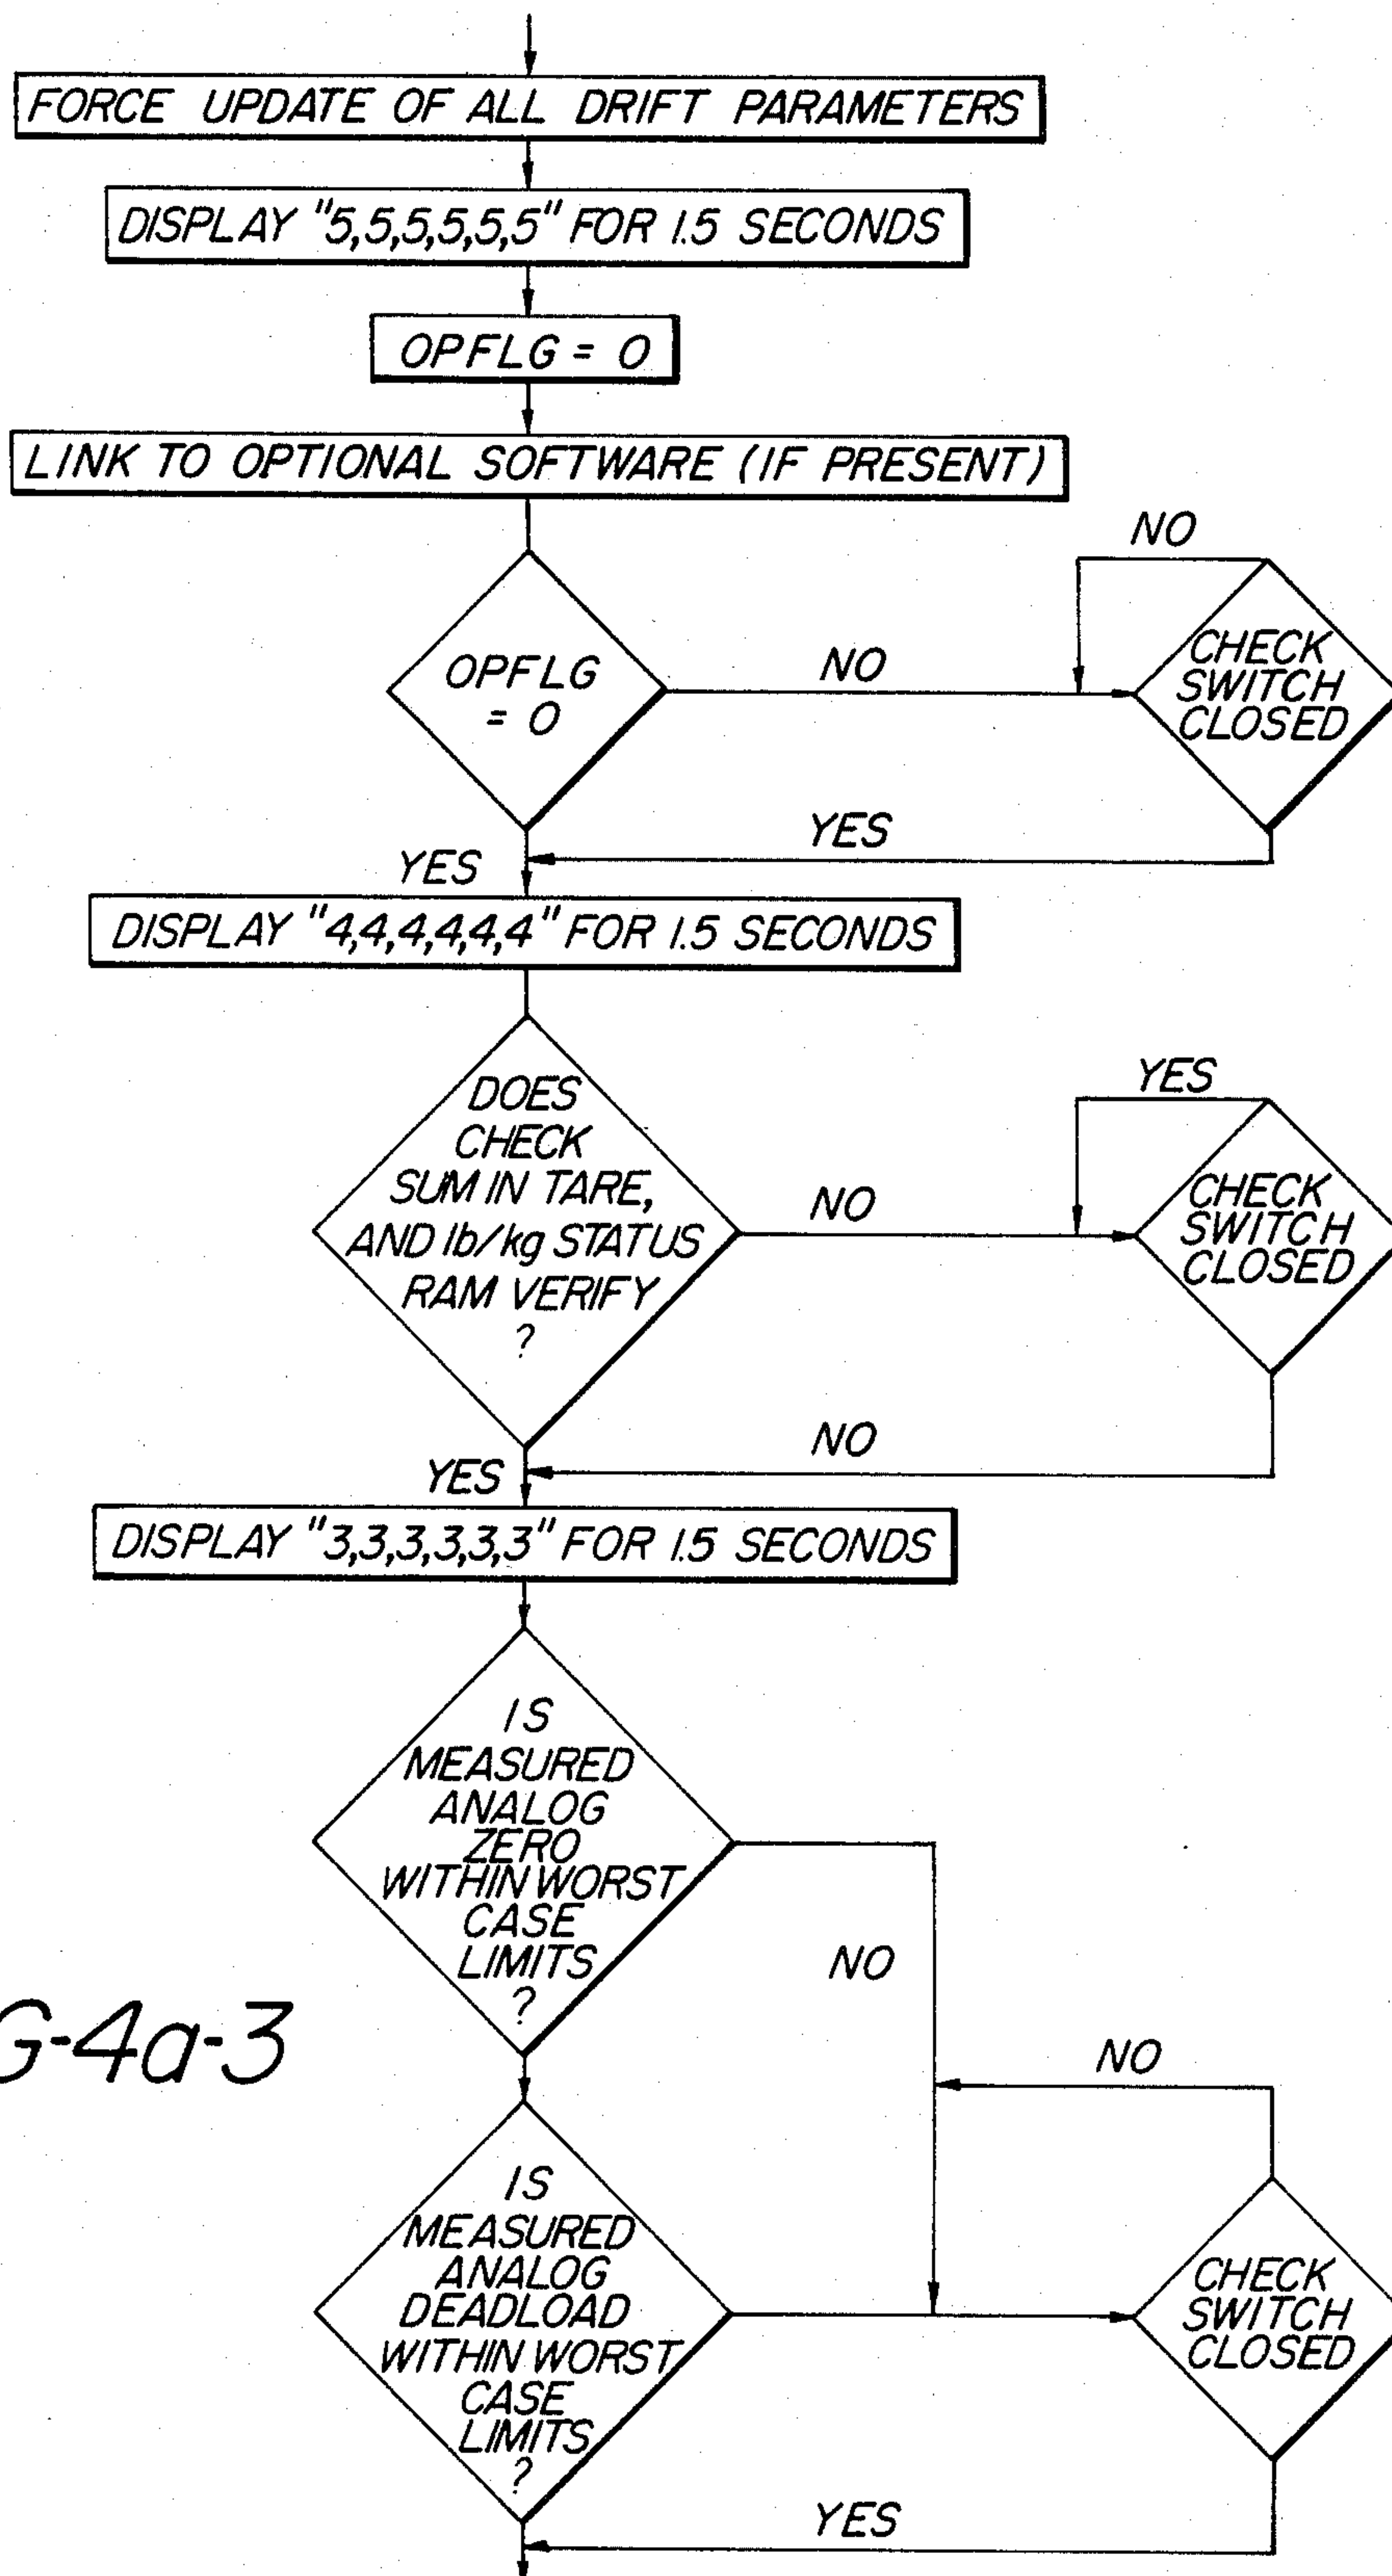 FORCE UPDATE OF ALL DRIFT PARAMETERS
DISPLAY "5,5,5,5,5,5" FOR 1.5 SECONDS
OPFLG = 0
LINK TO OPTIONAL SOFTWARE (IF PRESENT)
NO
OPFLG
= 0
NO
CHECK
SWITCH
CLOSED
YES
YES
DISPLAY "4,4,4,4,4,4" FOR 1.5 SECONDS
DOES
CHECK
SUM IN TARE,
AND lb/kg STATUS
RAM VERIFY
?
NO
YES
CHECK
SWITCH
CLOSED
NO
YES
DISPLAY "3,3,3,3,3,3" FOR 1.5 SECONDS
IS
MEASURED
ANALOG
ZERO
WITHIN WORST
CASE
LIMITS
?
NO
G-4a-3
NO
IS
MEASURED
ANALOG
DEADLOAD
WITHIN WORST
CASE
LIMITS
?
CHECK
SWITCH
CLOSED
YES